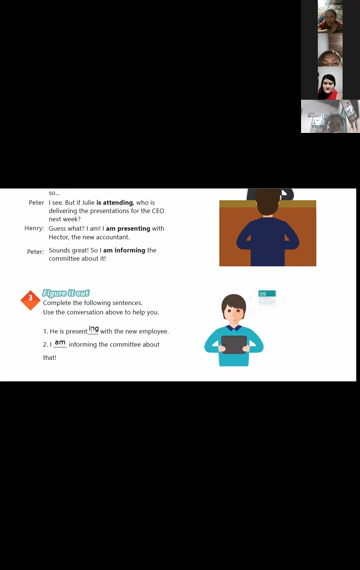 so...
Peter I see. But if Julie is attending, who is
delivering the presentations for the CEO
next week?
Henry: Guess what? I am! I am presenting with
Hector, the new accountant.
Peter: Sounds great! So I am informing the
committee about it!
3 Figure it out
Complete the following sentences.
Use the conversation above to help you.
1. He is present ing with the new employee.
2. I am informing the committee about
that!